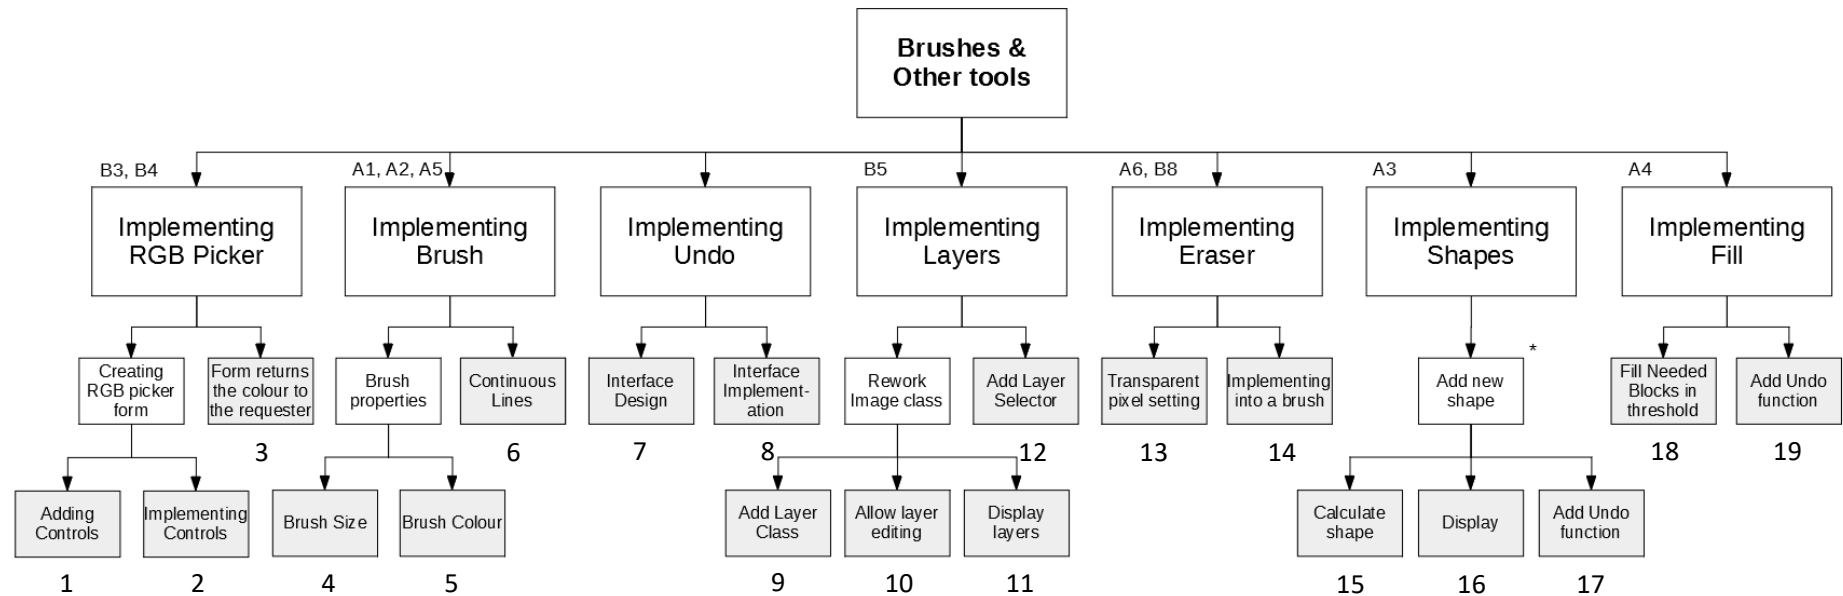 Brushes &
Other tools
B3, B4
A1, A2, A5
B5
A6, B8
A3
A4
Implementing
RGB Picker
Implementing
Brush
Implementing
Undo
Implementing
Layers
Implementing
Eraser
Implementing
Shapes
Implementing
Fill
Creating
RGB picker
form
Form returns
the colour to
the requester
3
Brush
properties
Continuous
Lines
6
Interface
Design
7
Interface
Implement-
ation
8
Rework
Image class
Add Layer
Selector
12
Transparent
pixel setting
13
Implementing
into a brush
14
*
Add new
shape
Fill Needed
Blocks in
threshold
18
Add Undo
function
19
Adding
Controls
1
Implementing
Controls
2
Brush Size
4
Brush Colour
5
Add Layer
Class
9
Allow layer
editing
10
Display
layers
11
Calculate
shape
15
Display
16
Add Undo
function
17